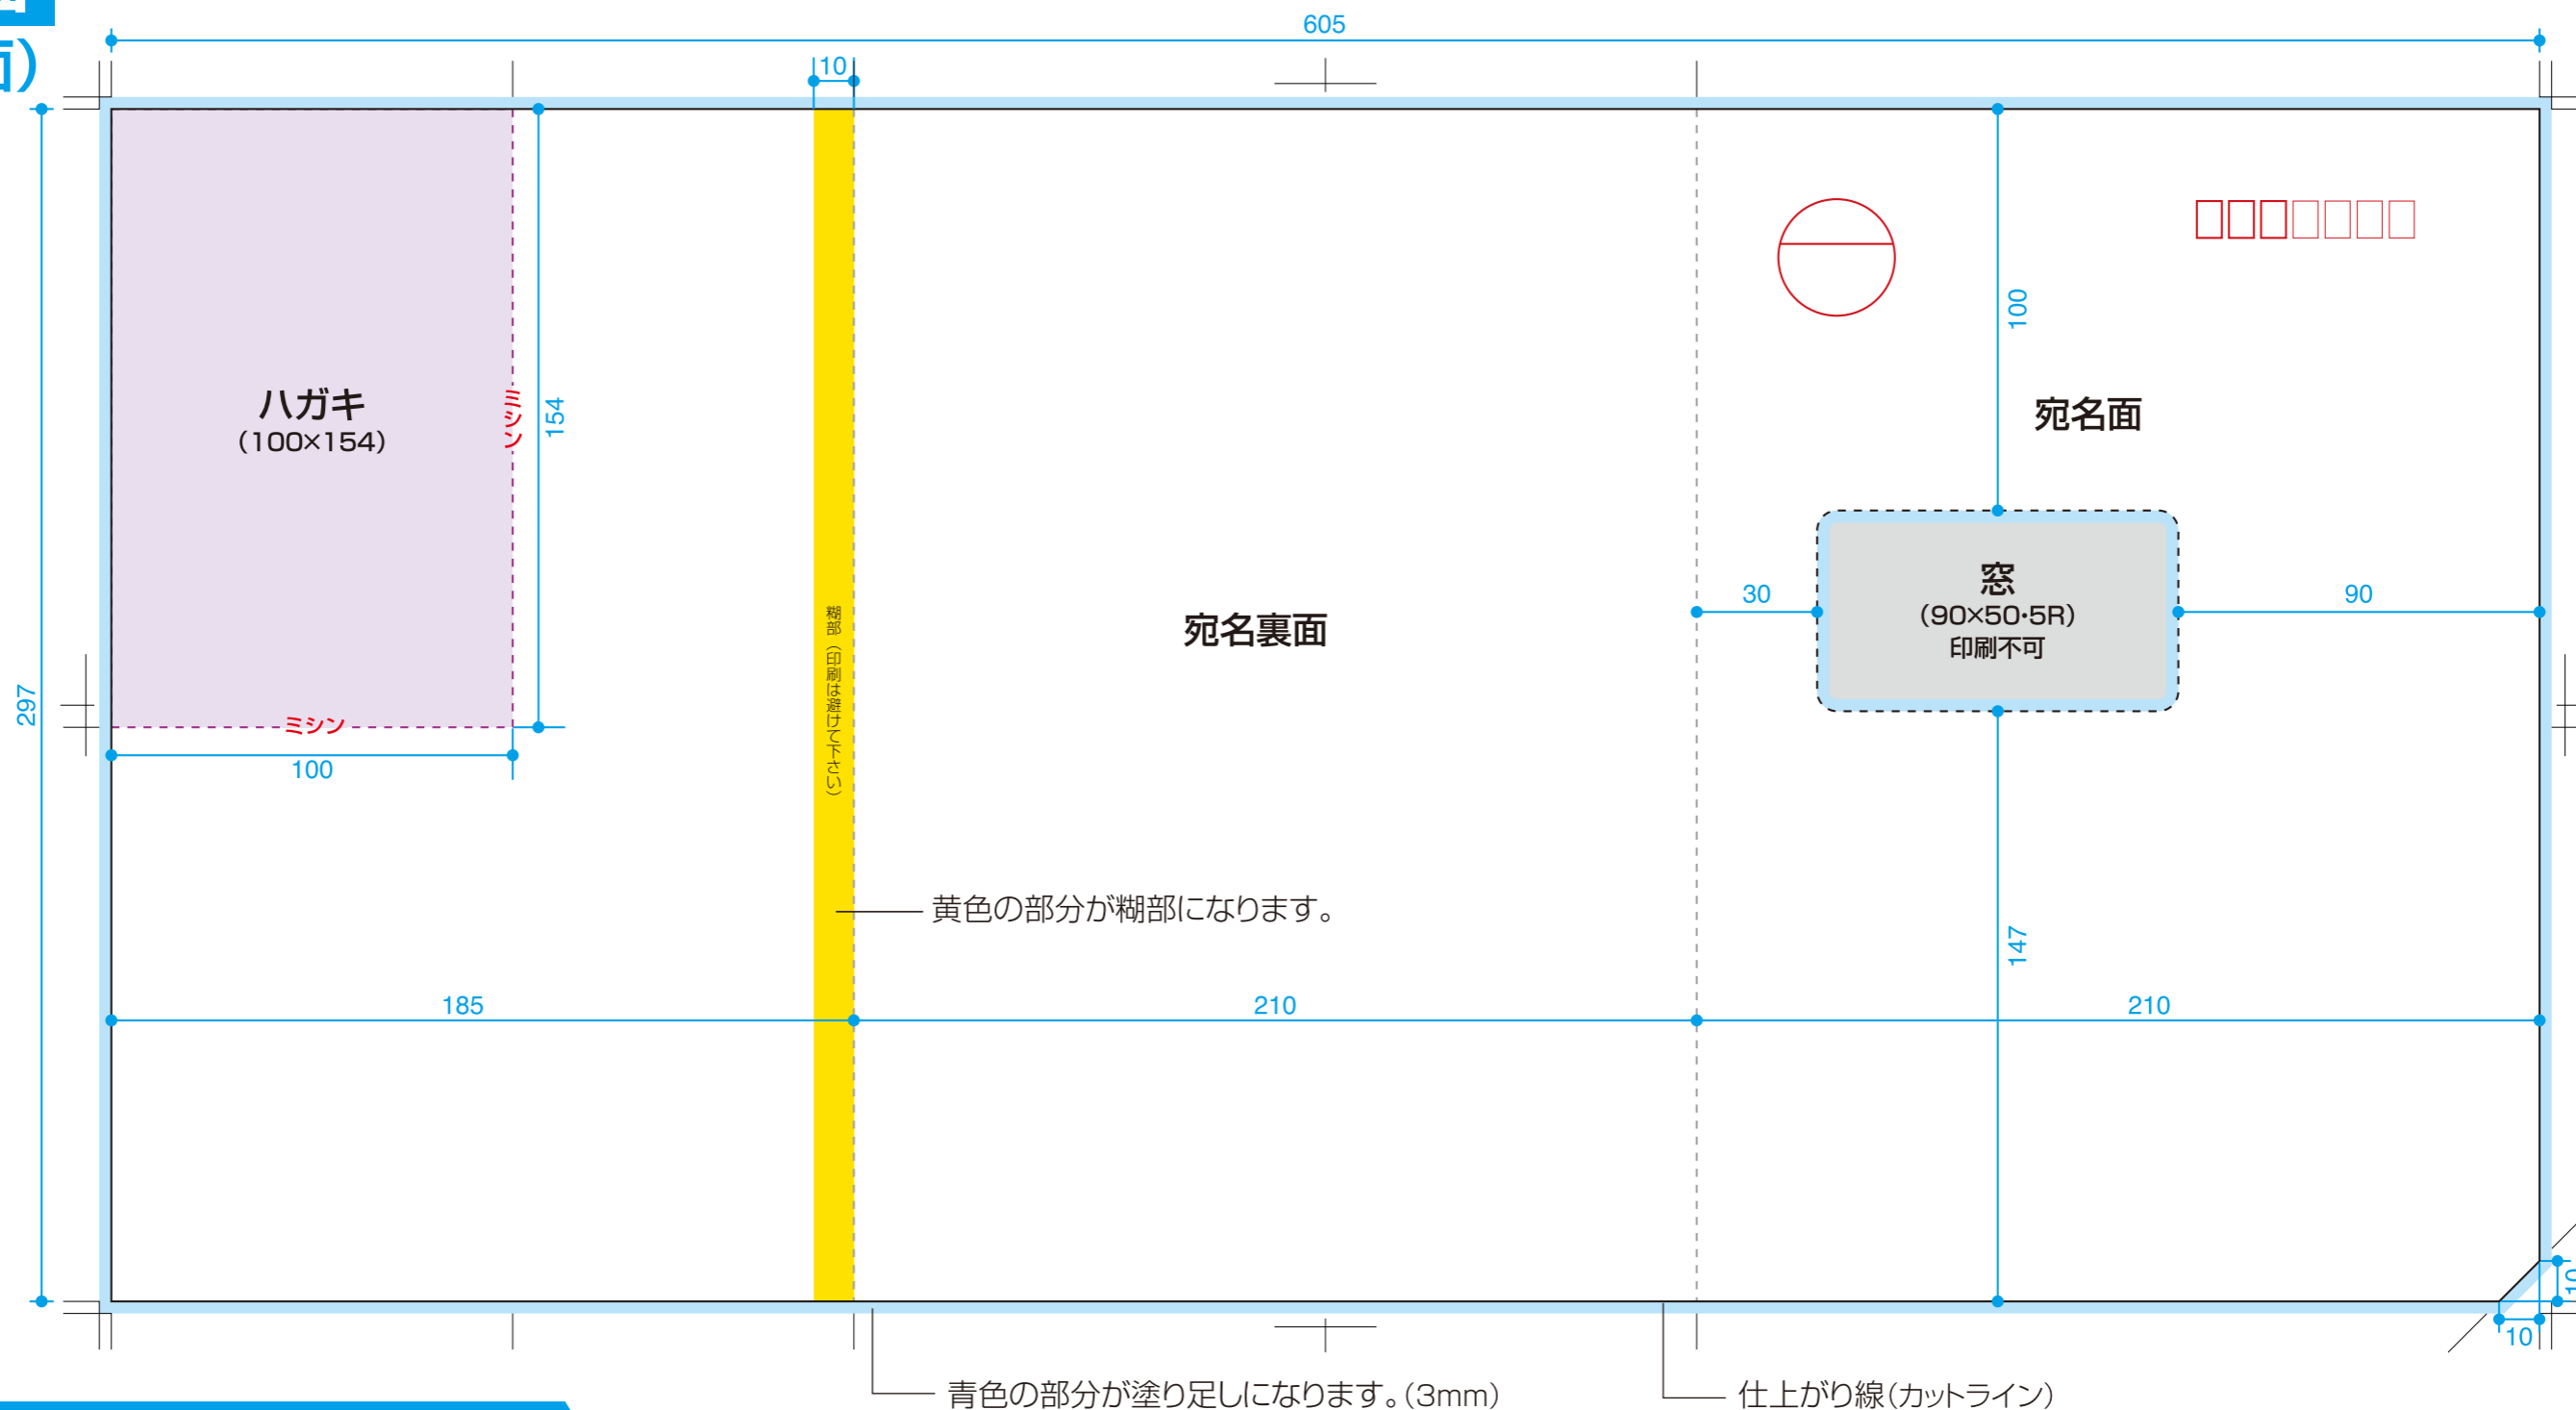 面）
605
10
ハガキ
（100×154）
ミシン
154
100
宛名面
窓
（90×50・5R）
印刷不可
30
90
宛名裏面
糊部（印刷は避けて下さい）
297
ミシン
100
黄色の部分が糊部になります。
147
185
210
210
10
10
青色の部分が塗り足しになります。（3mm）
仕上がり線（カットライン）